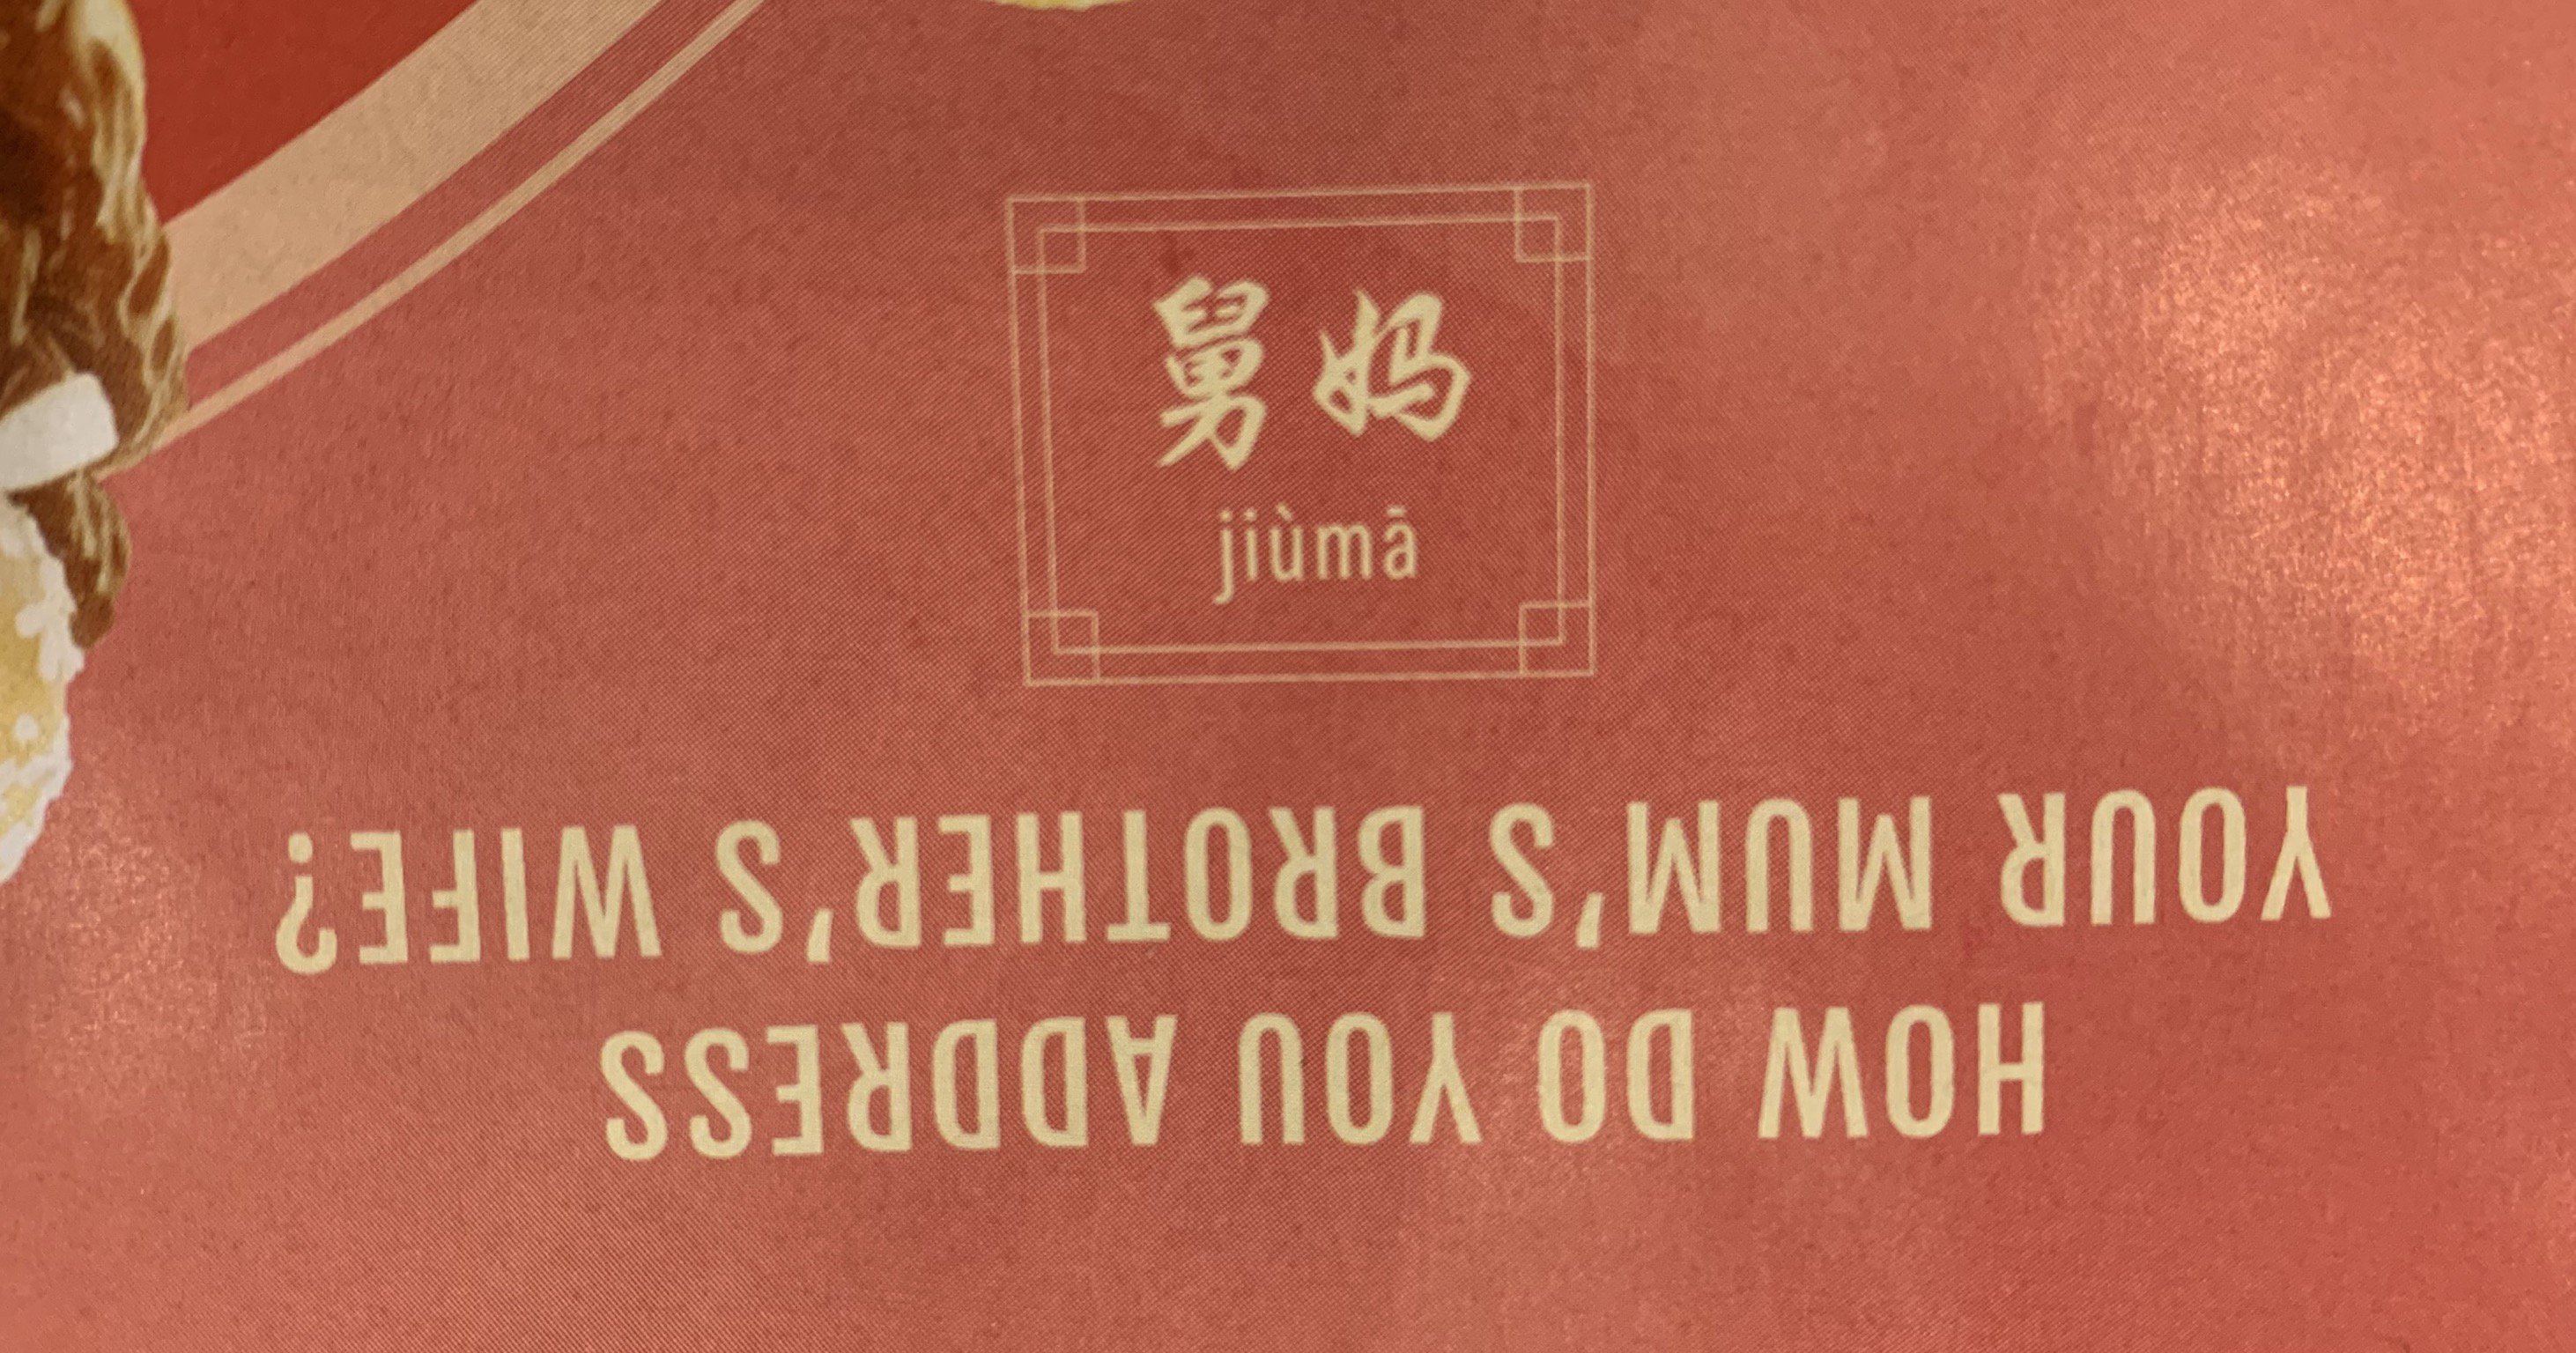 舅妈
jiùmā
HOW DO YOU ADDRESS
YOUR MUM'S BROTHER'S WIFE?